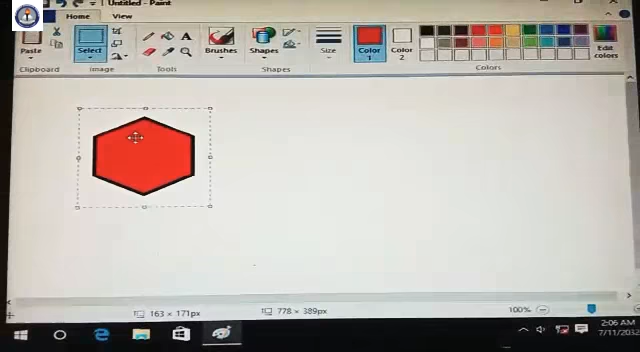 Untitled - Paint
Home View
Paste Select Brushes Shapes Size Color 1 Color 2 Edit colors
Clipboard Image Tools Shapes Colors
163 × 171px 778 × 389px 100%
2:06 AM
7/11/2032